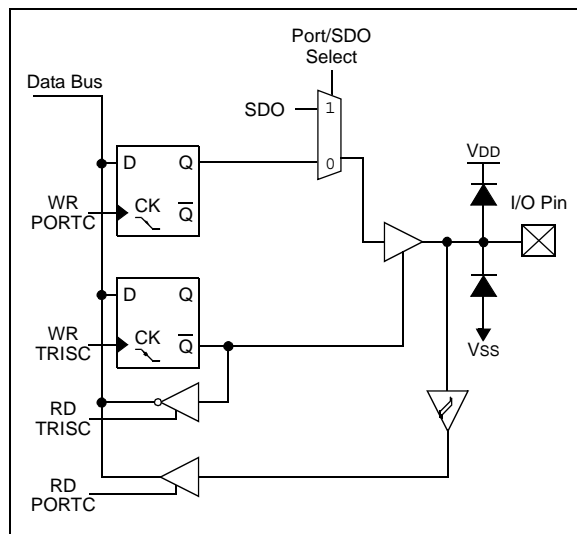 Port/SDO
Select
Data Bus
SDO
1
0
D
Q
CK
Q
WR
PORTC
VDD
I/O Pin
D
Q
CK
Q
WR
TRISC
VSS
RD
TRISC
RD
PORTC